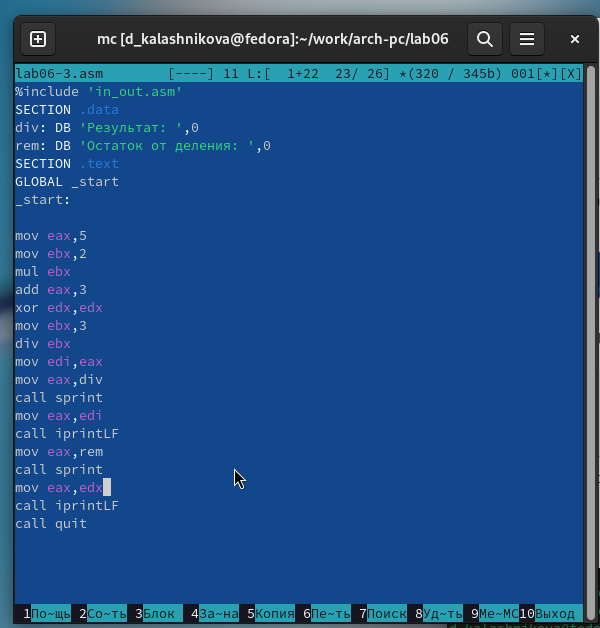 mc [d_kalashnikova@fedora]:~/work/arch-pc/lab06
lab06-3.asm [----] 11 L:[ 1+22 23/ 26] *(320 / 345b) 001[*][X]
%include 'in_out.asm'
SECTION .data
div: DB 'Результат: ',0
rem: DB 'Остаток от деления: ',0
SECTION .text
GLOBAL _start
_start:
mov eax,5
mov ebx,2
mul ebx
add eax,3
xor edx,edx
mov ebx,3
div ebx
mov edi,eax
mov eax,div
call sprint
mov eax,edi
call iprintLF
mov eax,rem
call sprint
mov eax,edx
call iprintLF
call quit
1По~щь 2Со~ть 3Блок 4За~на 5Копия 6Пе~ть 7Поиск 8Уд~ть 9Ме~МС 10Выход